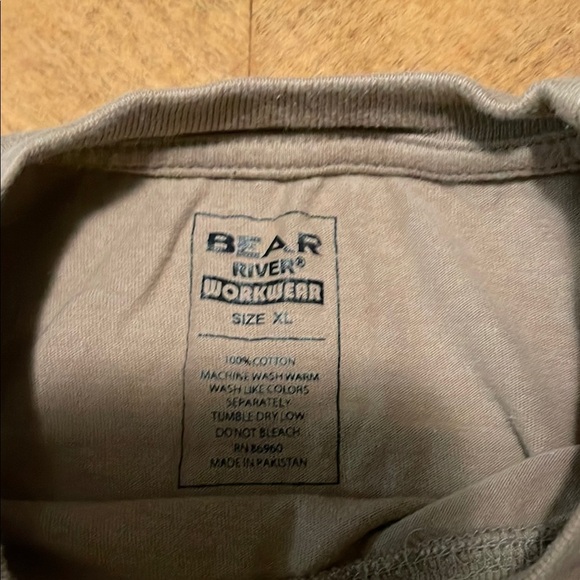 BEAR
RIVER®
WORKWEAR
SIZE XL
100% COTTON
MACHINE WASH WARM
WASH LIKE COLORS
SEPARATELY
TUMBLE DRY LOW
DO NOT BLEACH
RN 86960
MADE IN PAKISTAN